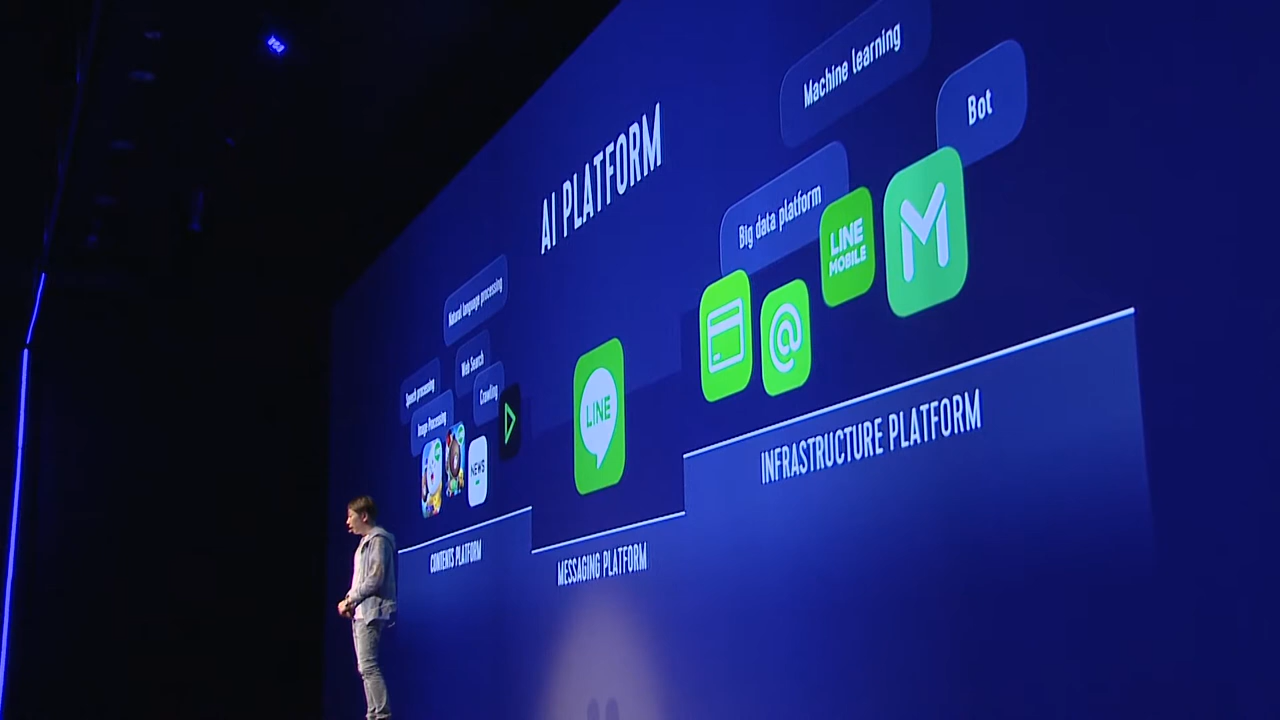 AI PLATFORM
Natural language processing
Speech processing
Web Search
Image Processing
Crawling
NEWS
CONTENTS PLATFORM
LINE
MESSAGING PLATFORM
Machine learning
Bot
Big data platform
LINE
MOBILE
@
M
INFRASTRUCTURE PLATFORM